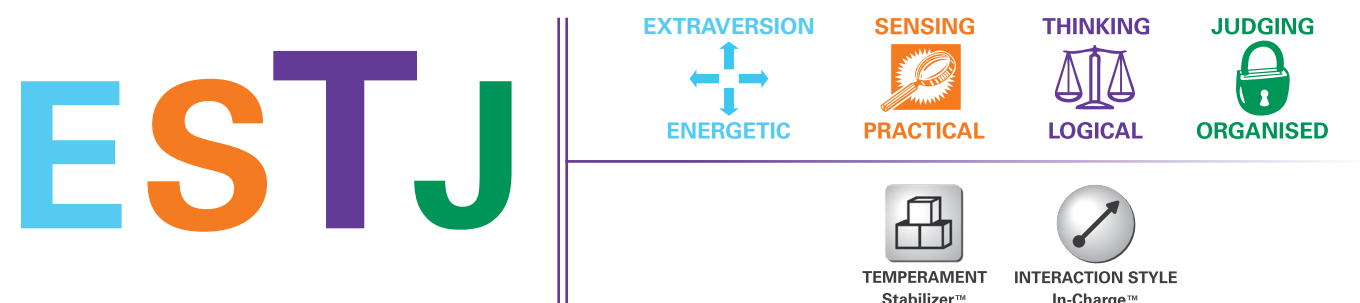 ESTJ
EXTRAVERSION
ENERGETIC
SENSING
PRACTICAL
THINKING
LOGICAL
JUDGING
ORGANISED
TEMPERAMENT
Stabilizer™
INTERACTION STYLE
In-Charge™